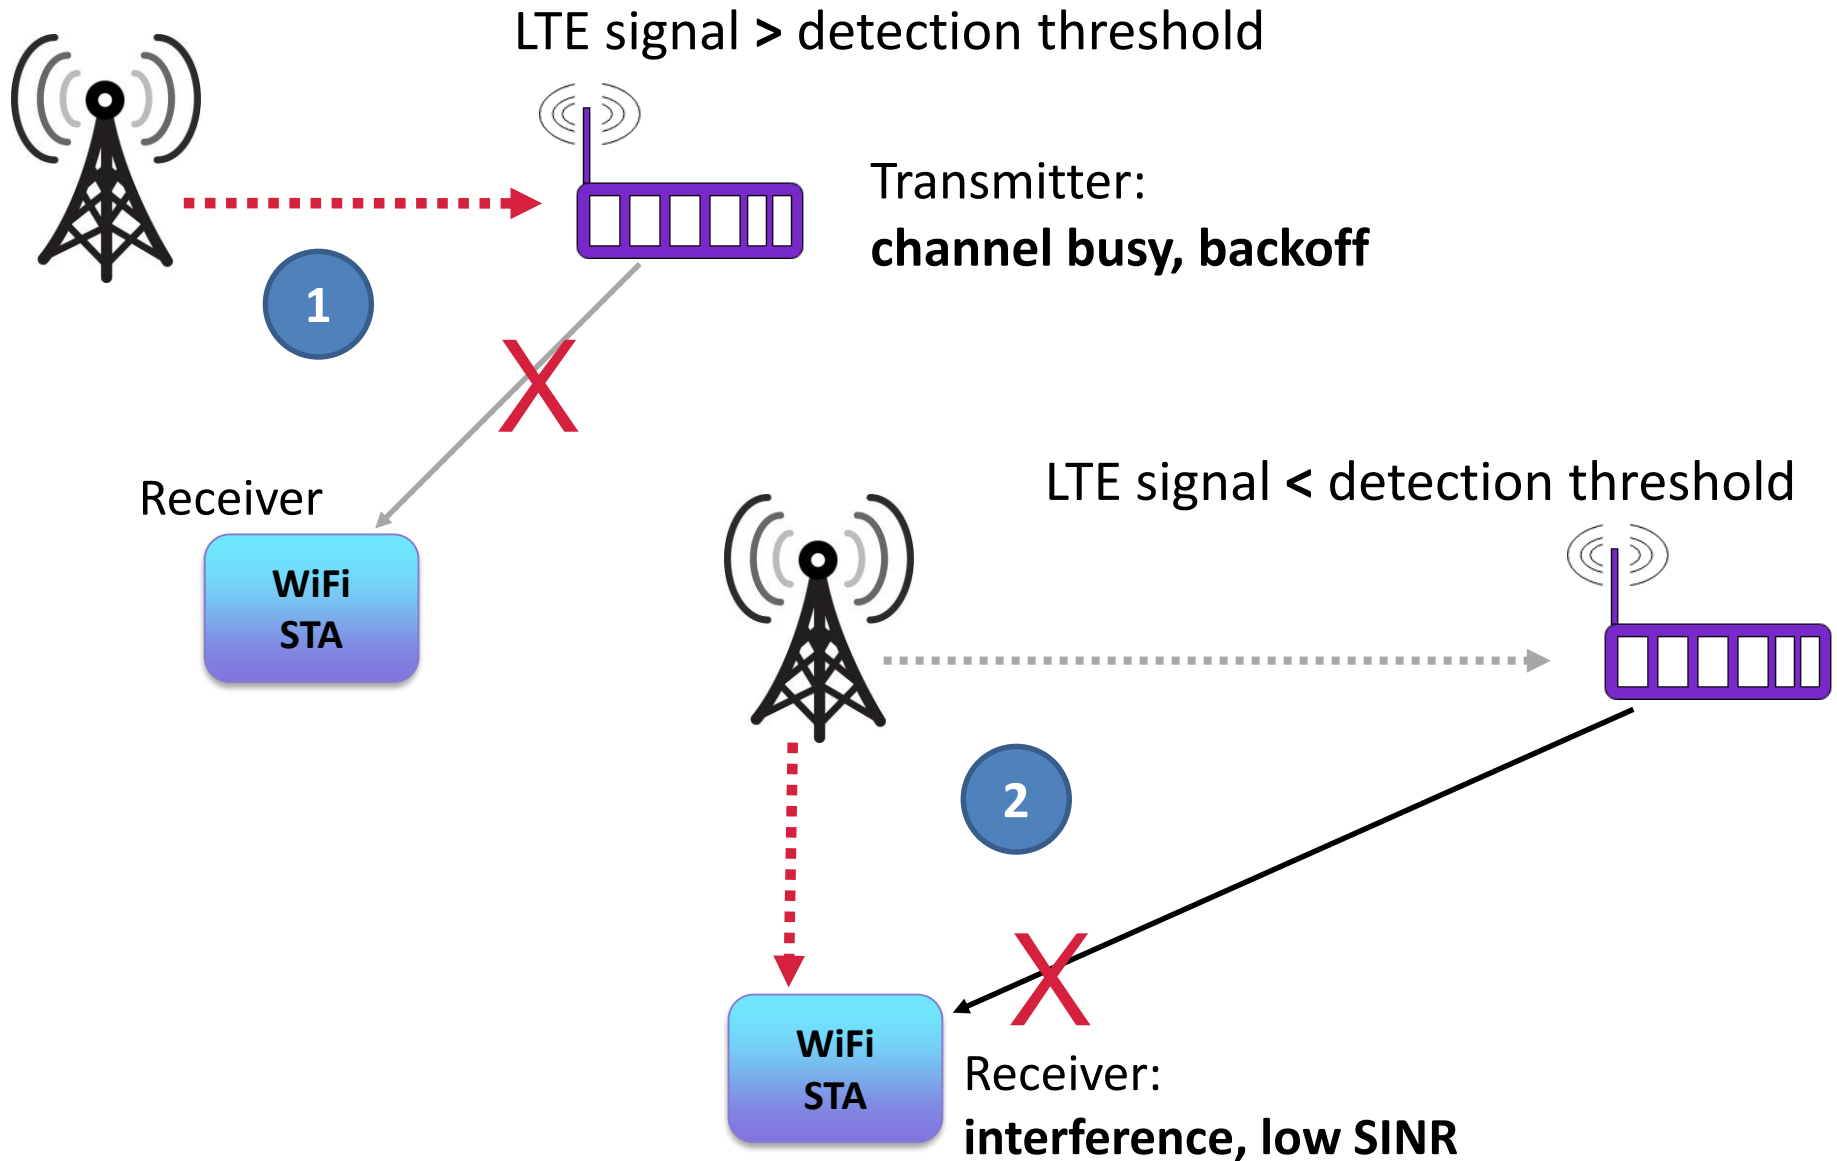 LTE signal > detection threshold
Transmitter:
channel busy, backoff
1
Receiver
WiFi
STA
LTE signal < detection threshold
2
WiFi
STA
Receiver:
interference, low SINR